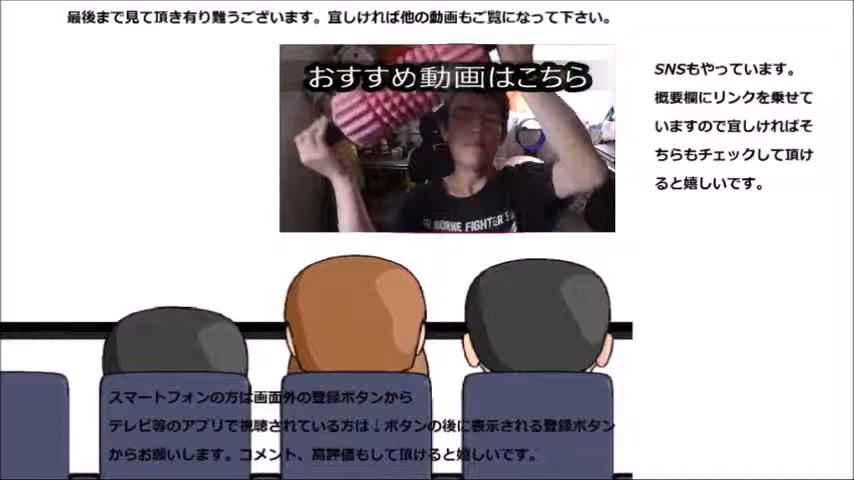 最後まで見て頂き有り難うございます。宜しければ他の動画もご覧になって下さい。
おすすめ動画はこちら
SNSもやっています。
概要欄にリンクを乗せて
いますので宜しければそ
ちらもチェックして頂け
ると嬉しいです。
FIGHTER'S
スマートフォンの方は画面外の登録ボタンから
テレビ等のアプリで視聴されている方は↓ボタンの後に表示される登録ボタン
からお願いします。コメント、高評価もして頂けると嬉しいです。